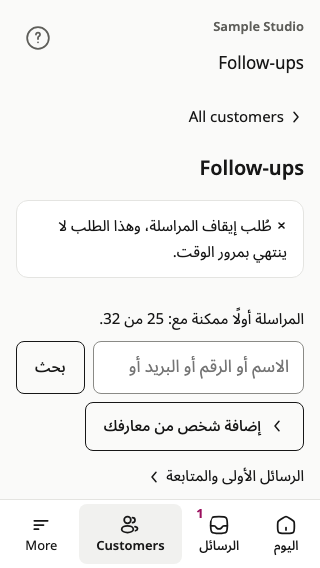 Sample Studio
Follow-ups
All customers
Follow-ups
× طُلب إيقاف المراسلة، وهذا الطلب لا
ينتهي بمرور الوقت.
المراسلة أولًا ممكنة مع: 25 من 32.
الاسم أو الرقم أو البريد أو
بحث
إضافة شخص من معارفك
الرسائل الأولى والمتابعة
اليوم
1
الرسائل
Customers
More